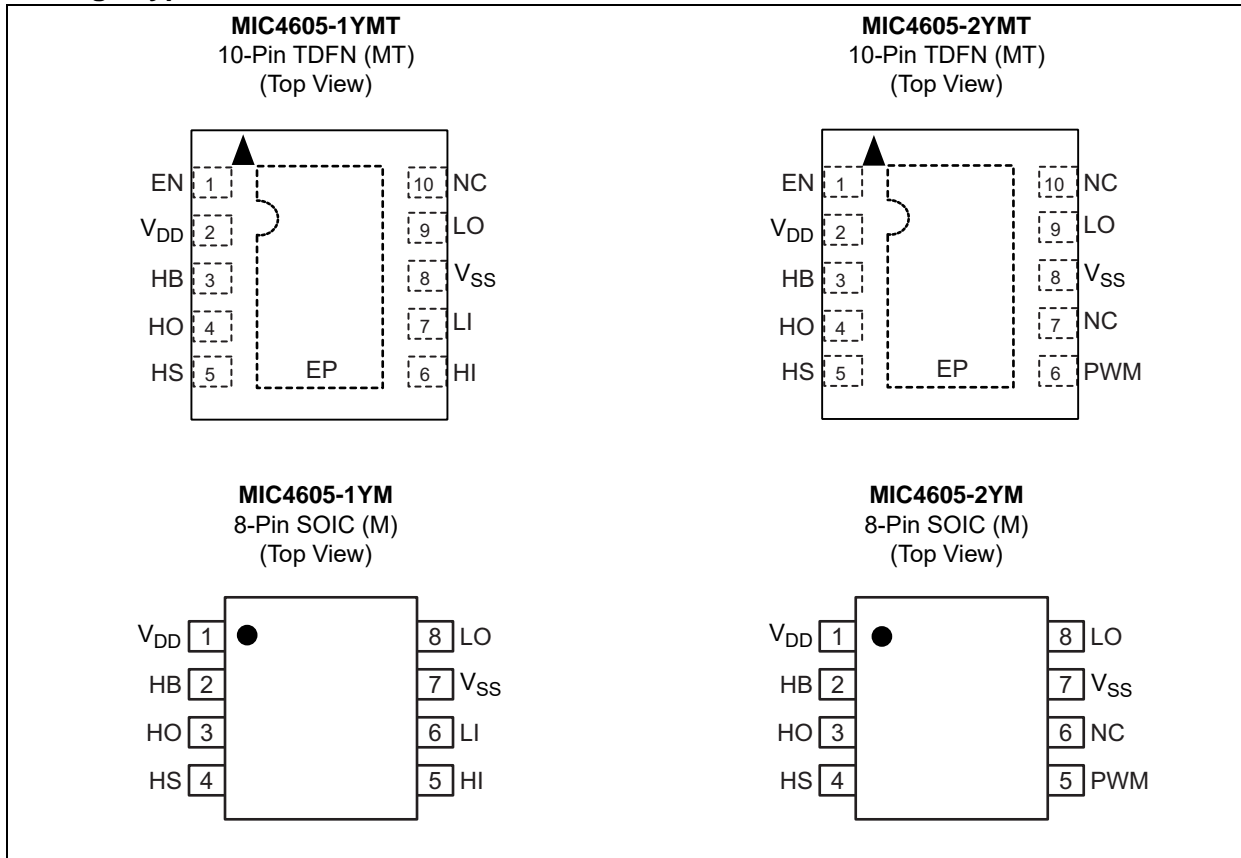 MIC4605-1YMT
10-Pin TDFN (MT)
(Top View)
EN 1
VDD 2
HB 3
HO 4
HS 5
EP
10 NC
9 LO
8 VSS
7 LI
6 HI
MIC4605-2YMT
10-Pin TDFN (MT)
(Top View)
EN 1
VDD 2
HB 3
HO 4
HS 5
EP
10 NC
9 LO
8 VSS
7 NC
6 PWM
MIC4605-1YM
8-Pin SOIC (M)
(Top View)
VDD 1
HB 2
HO 3
HS 4
8 LO
7 VSS
6 LI
5 HI
MIC4605-2YM
8-Pin SOIC (M)
(Top View)
VDD 1
HB 2
HO 3
HS 4
8 LO
7 VSS
6 NC
5 PWM